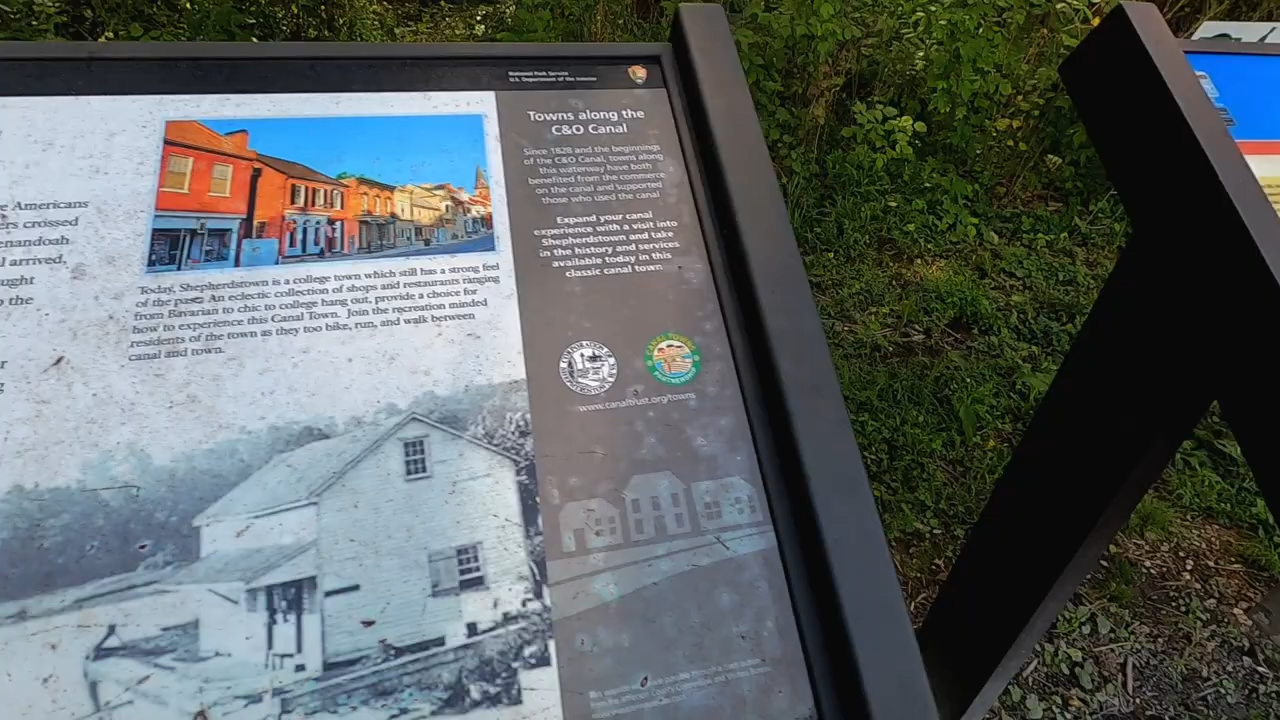 National Park Service
U.S. Department of the Interior
Towns along the
C&O Canal
Since 1828 and the beginnings
of the C&O Canal, towns along
this waterway have both
benefited from the commerce
on the canal and supported
those who used the canal
Expand your canal
experience with a visit into
Shepherdstown and take
in the history and services
available today in this
classic canal town
CANAL TOWNS
PARTNERSHIP
www.canaltrust.org/towns
Americans
crossed
arrived,
the
Today, Shepherdstown is a college town which still has a strong feel
of the past. An eclectic collection of shops and restaurants ranging
from Bavarian to chic to college hang out, provide a choice for
how to experience this Canal Town. Join the recreation minded
residents of the town as they too bike, run, and walk between
canal and town.